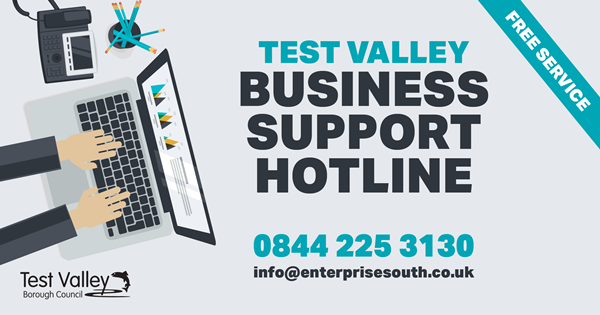 FREE SERVICE
TEST VALLEY
BUSINESS
SUPPORT
HOTLINE
0844 225 3130
info@enterprisesouth.co.uk
Test Valley
Borough Council